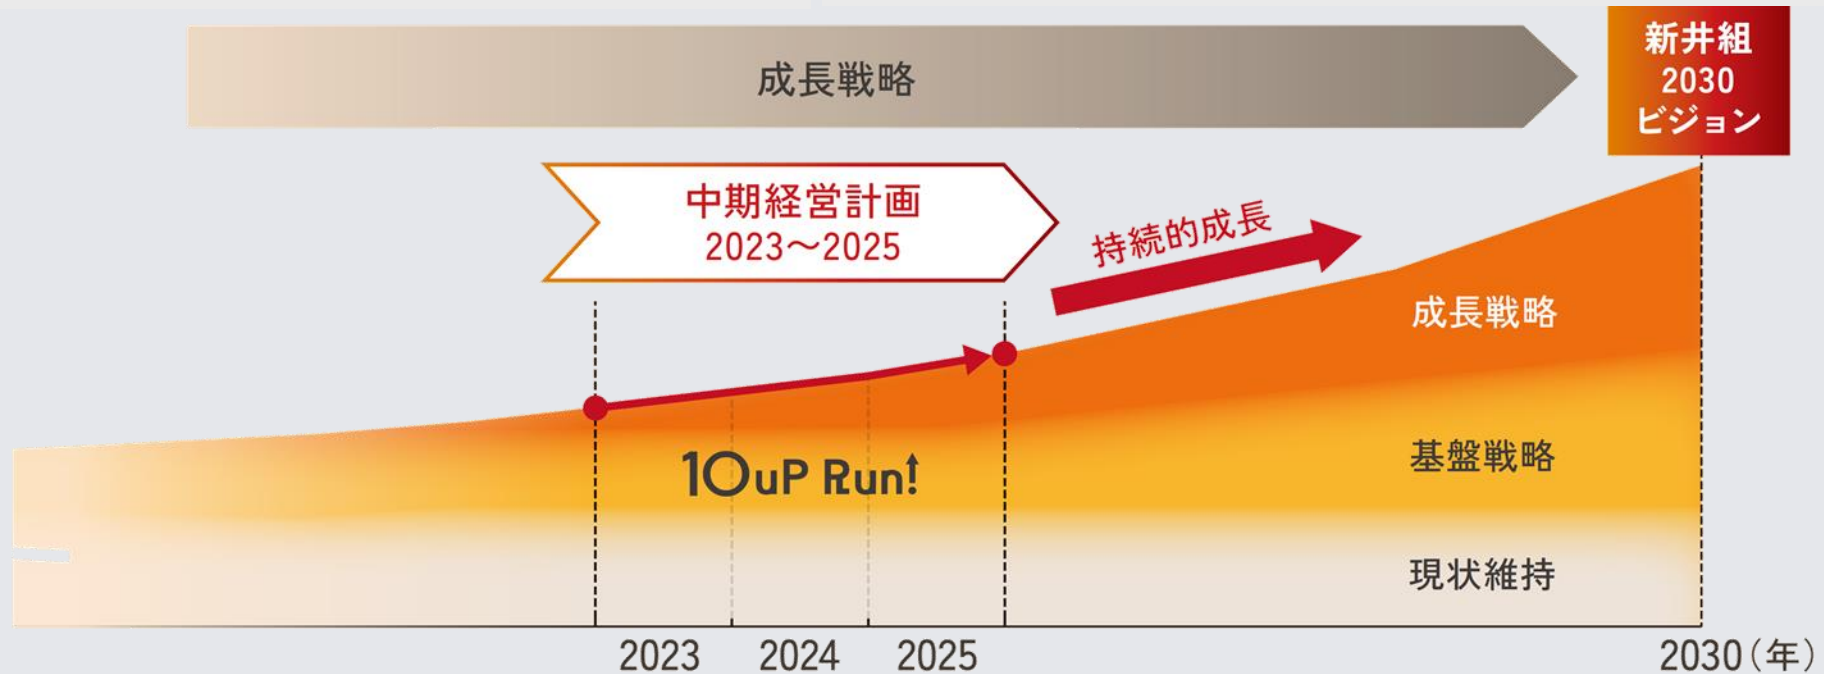 成長戦略
新井組
2030
ビジョン
中期経営計画
2023〜2025
持続的成長
成長戦略
基盤戦略
10uP Run!
現状維持
2023
2024
2025
2030(年)